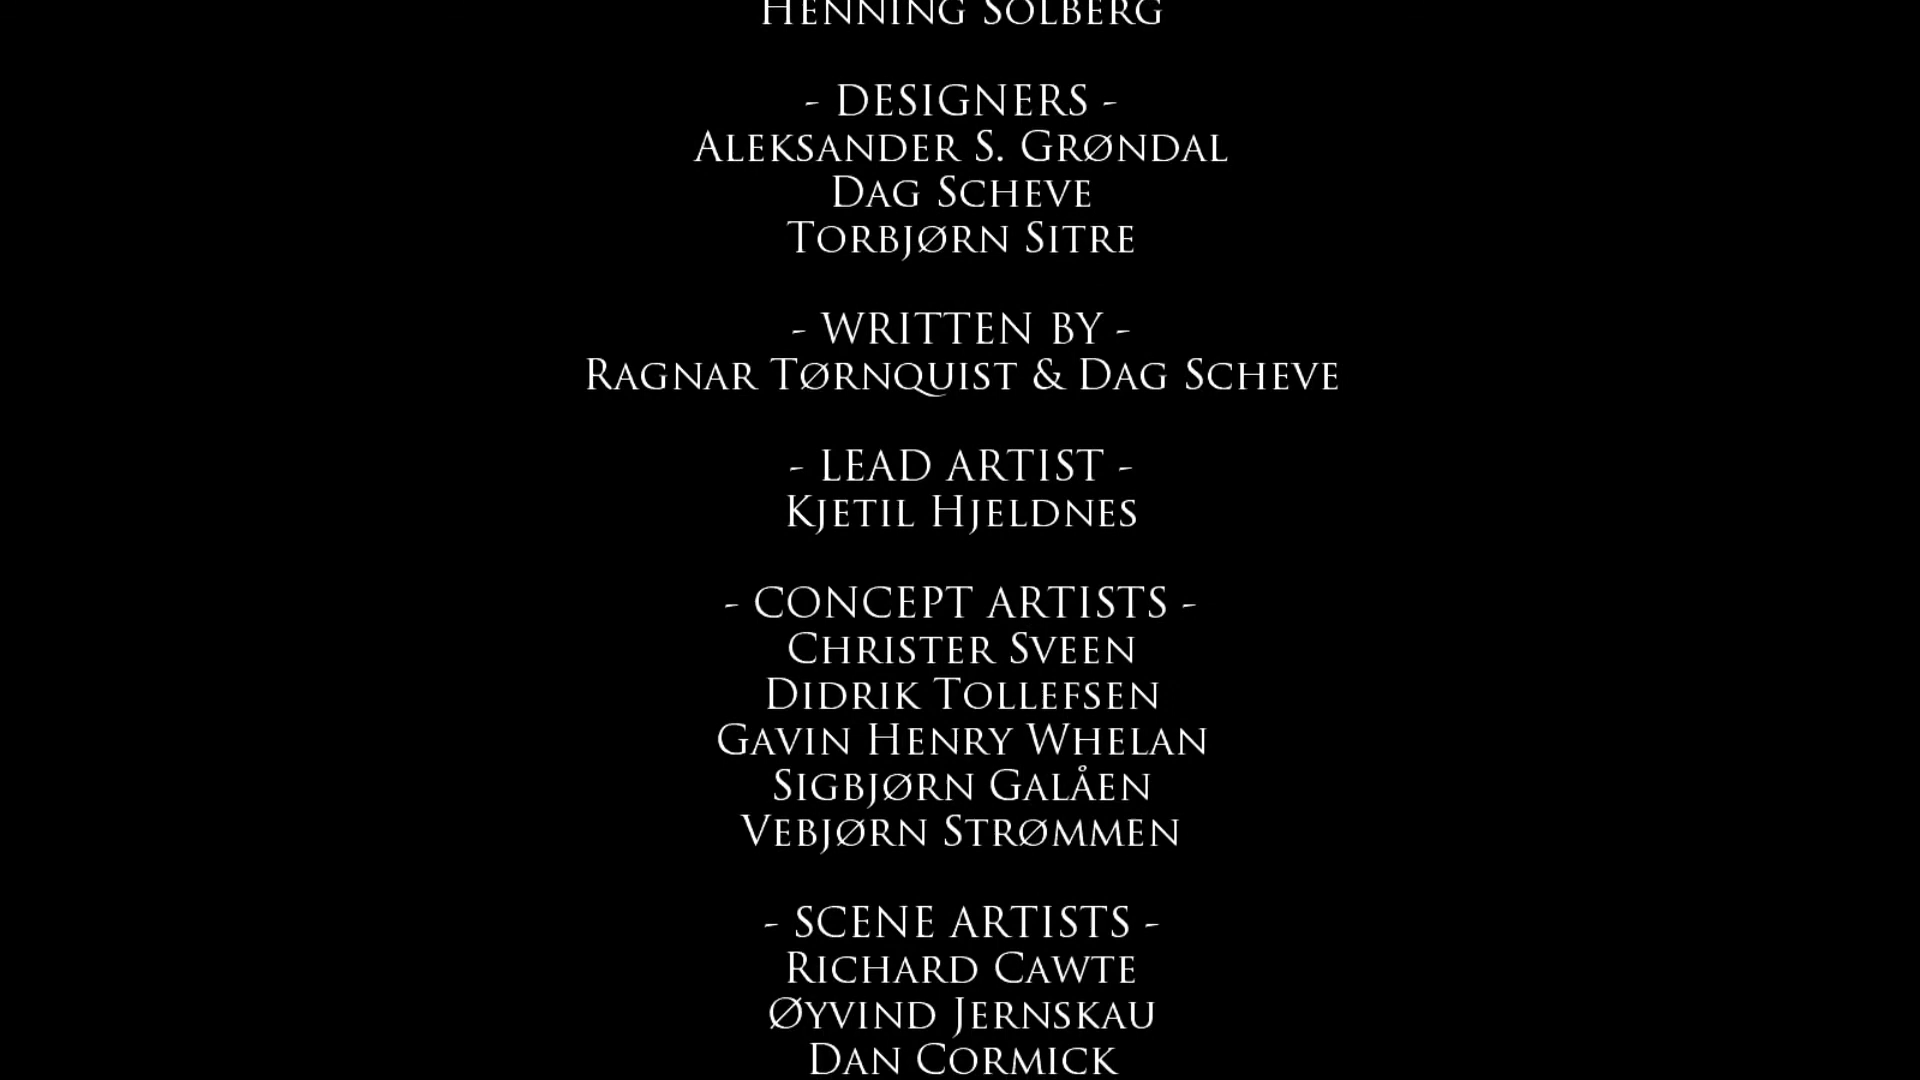 Henning Solberg
- DESIGNERS -
Aleksander S. Grøndal
Dag Scheve
Torbjørn Sitre
- WRITTEN BY -
Ragnar Tørnquist & Dag Scheve
- LEAD ARTIST -
Kjetil Hjeldnes
- CONCEPT ARTISTS -
Christer Sveen
Didrik Tollefsen
Gavin Henry Whelan
Sigbjørn Galåen
Vebjørn Strømmen
- SCENE ARTISTS -
Richard Cawte
Øyvind Jernskau
Dan Cormick